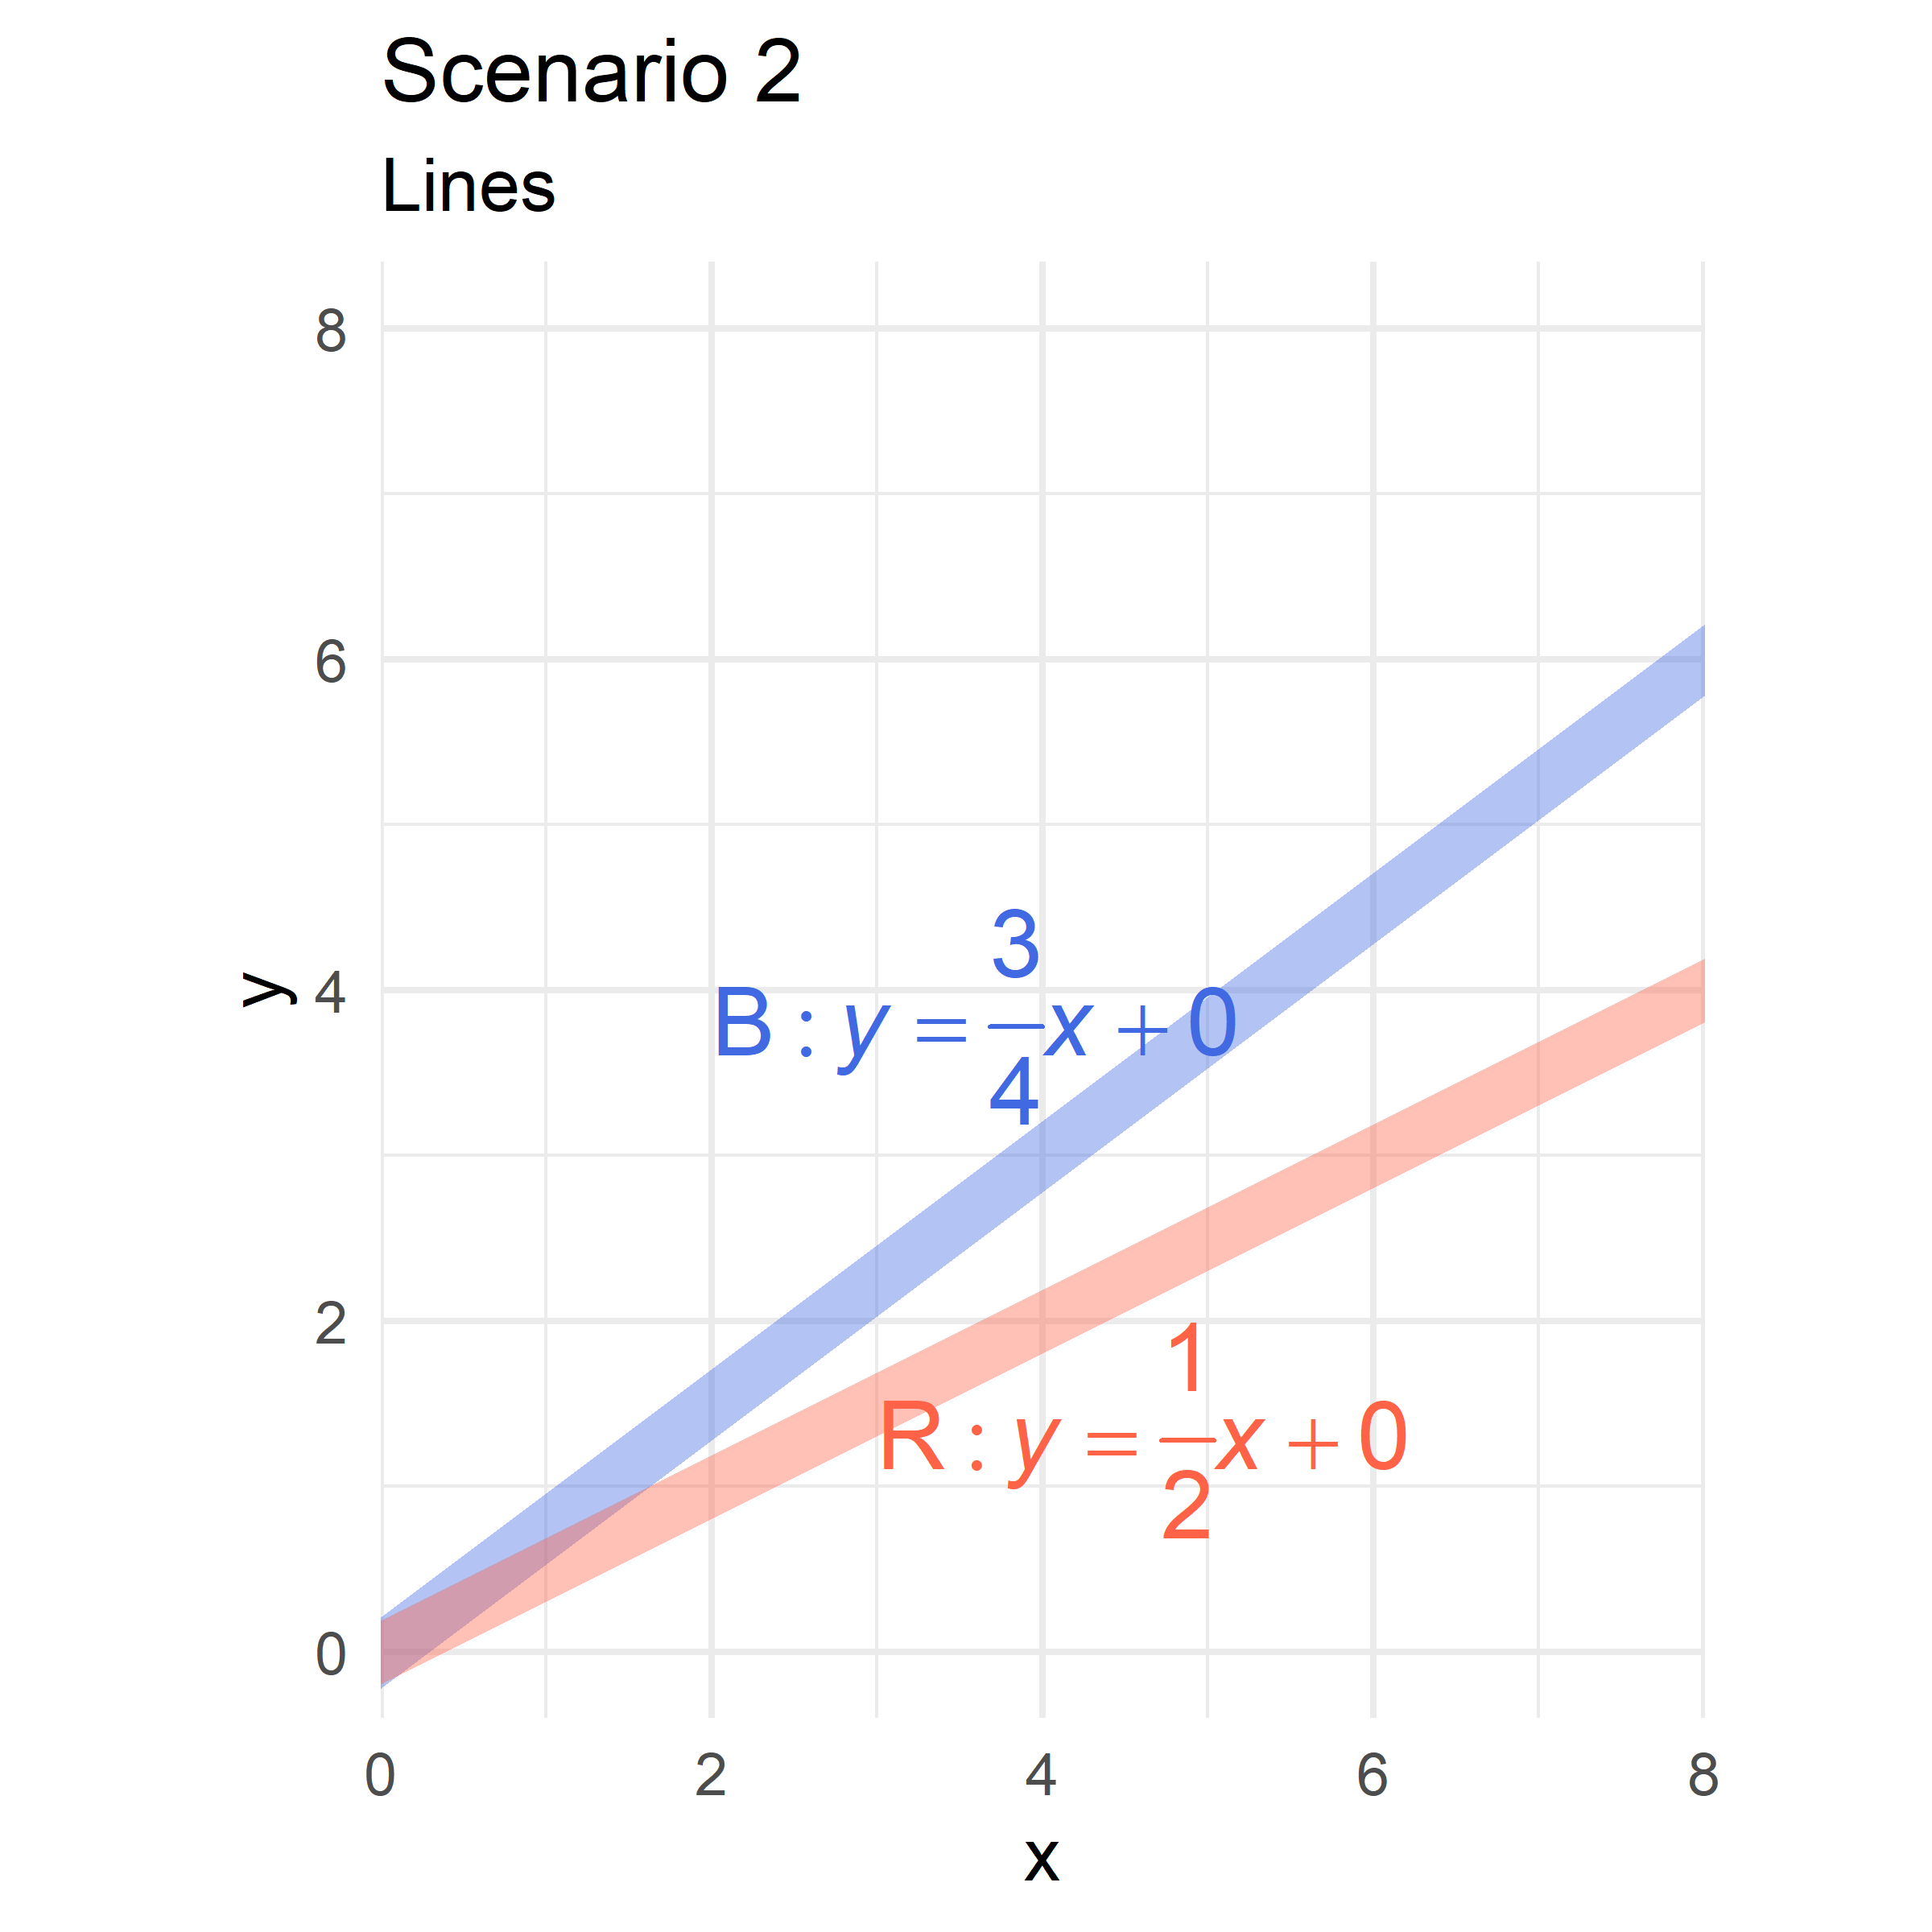 Scenario 2
Lines
8
6
4
2
0
y
B : y = 3/4 x + 0
R : y = 1/2 x + 0
0 2 4 6 8
x